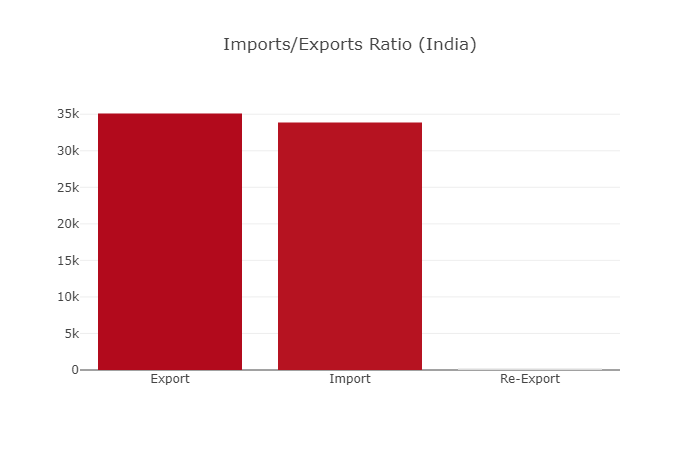 Imports/Exports Ratio (India)
35k
30k
25k
20k
15k
10k
5k
0
Export
Import
Re-Export